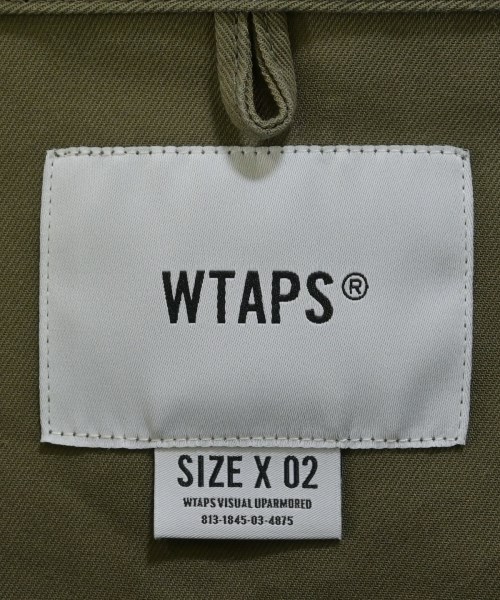 WTAPS®
SIZE X 02
WTAPS VISUAL UPARMORED
813-1845-03-4875